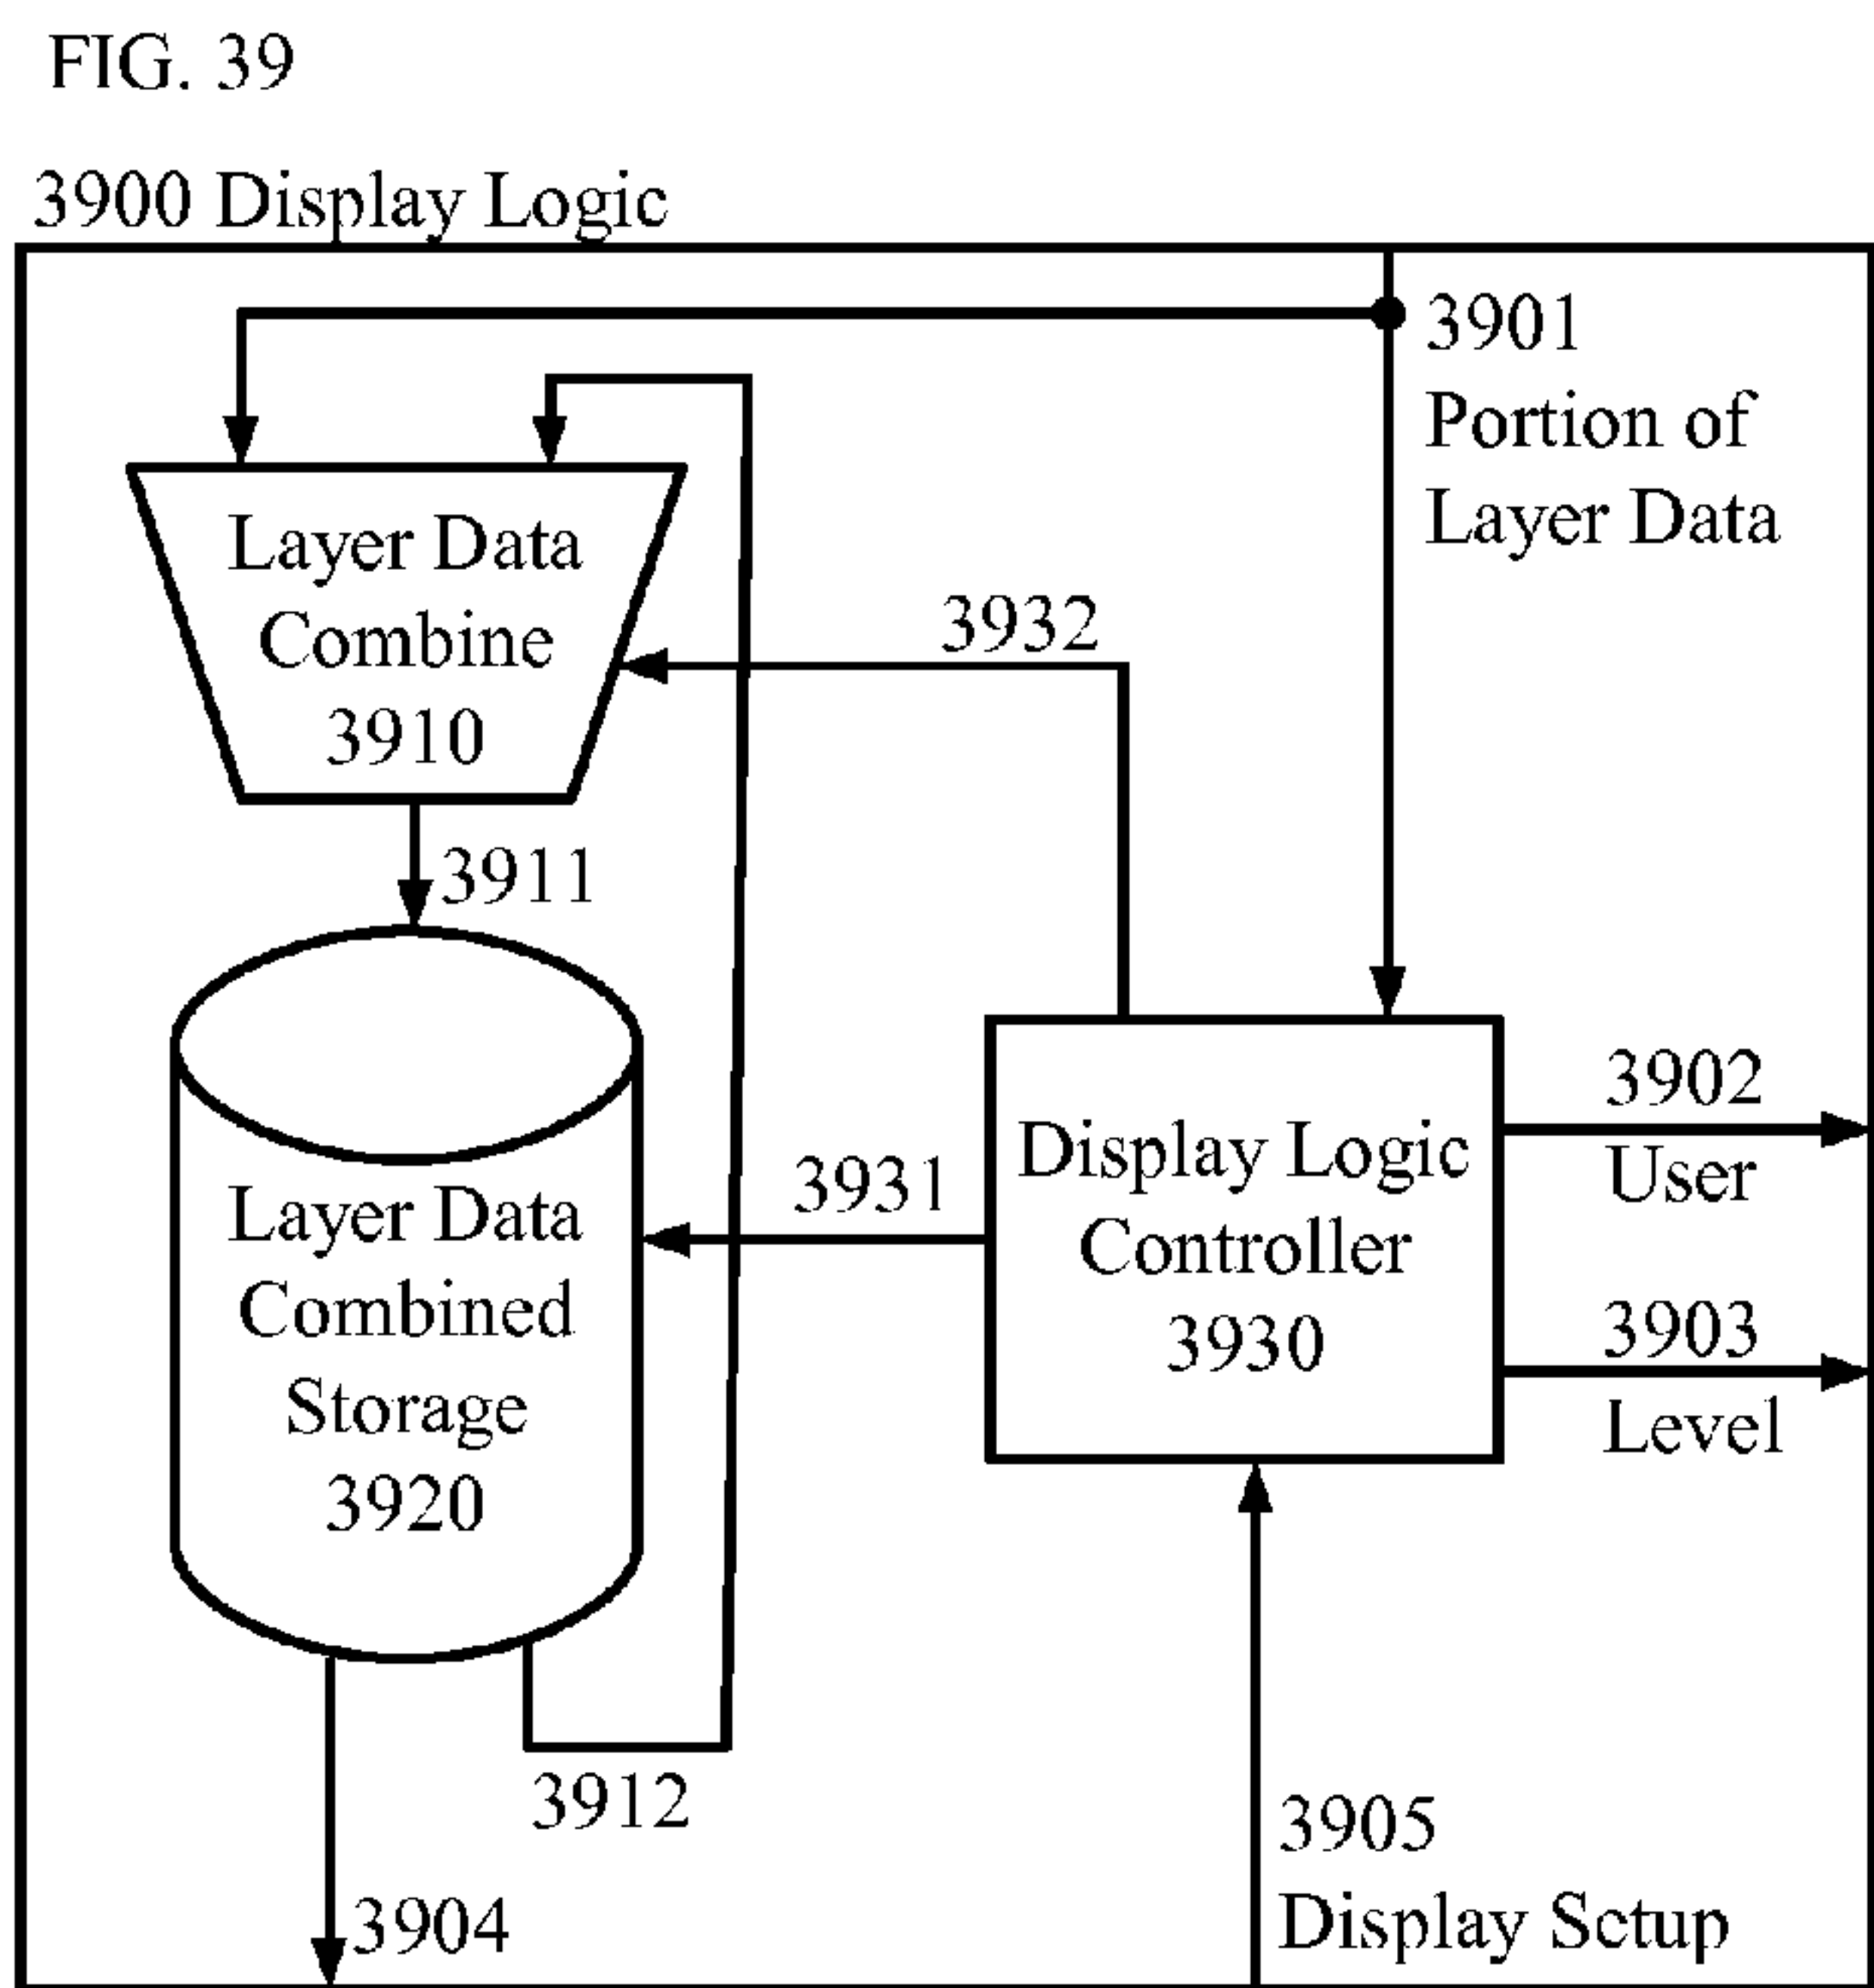 FIG. 39
3900 Display Logic
3901
Portion of
Layer Data
Layer Data
Combine
3910
3932
3911
3902
User
Display Logic
Controller
3930
3931
Layer Data
Combined
Storage
3920
3903
Level
3912
3905
Display Setup
3904